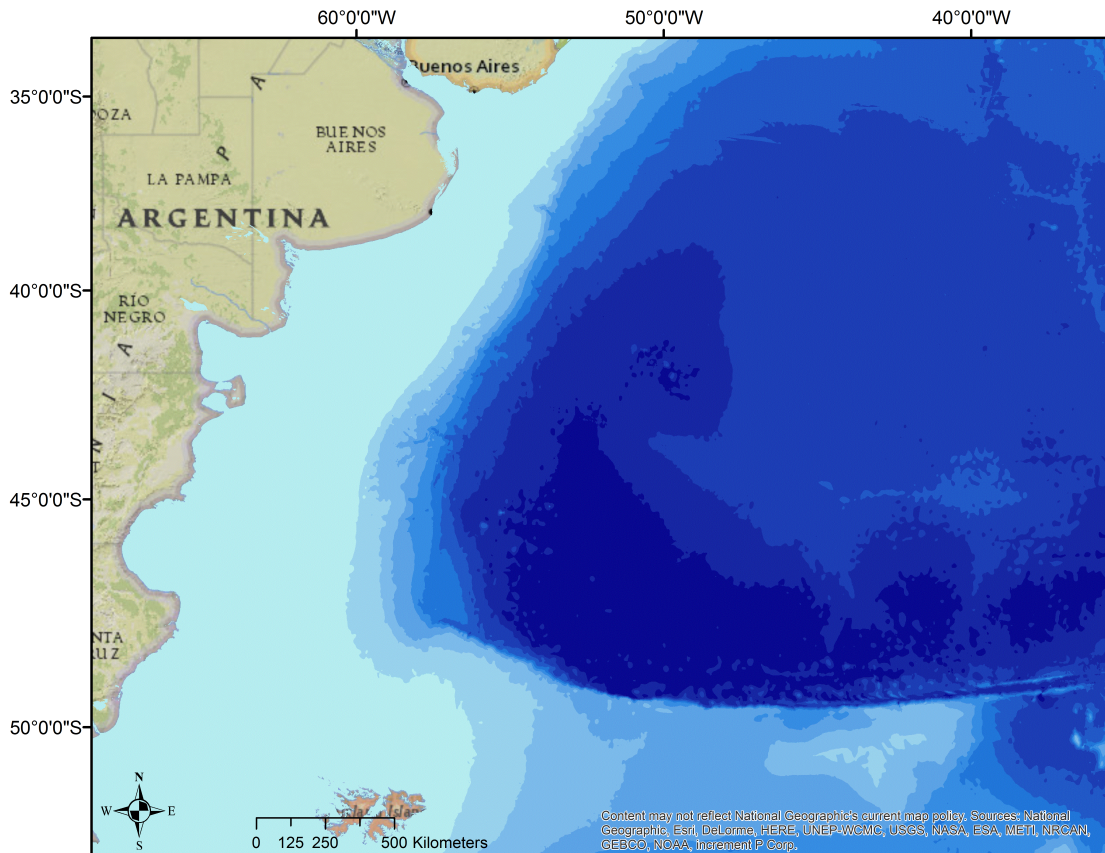 60°0'0"W 50°0'0"W 40°0'0"W
Buenos Aires
35°0'0"S
OZA
BUENOS
AIRES
A
P
LA PAMPA
ARGENTINA
40°0'0"S
RÍO
NEGRO
A
I
N
T
45°0'0"S
NTA
UZ
50°0'0"S
N
W E
S
0 125 250 500 Kilometers
Content may not reflect National Geographic's current map policy. Sources: National
Geographic, Esri, DeLorme, HERE, UNEP-WCMC, USGS, NASA, ESA, METI, NRCAN,
GEBCO, NOAA, increment P Corp.